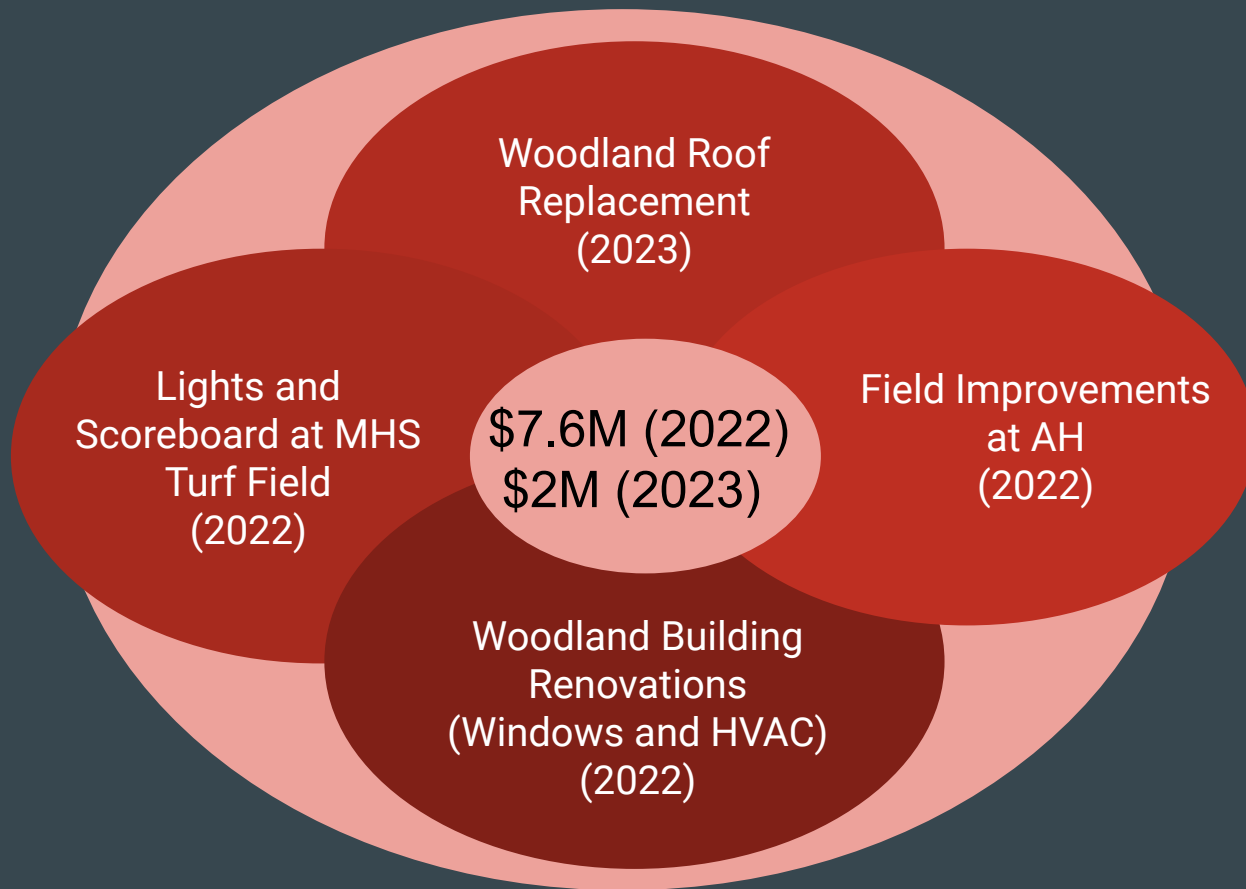 Woodland Roof
Replacement
(2023)
Lights and
Scoreboard at MHS
Turf Field
(2022)
$7.6M (2022)
$2M (2023)
Field Improvements
at AH
(2022)
Woodland Building
Renovations
(Windows and HVAC)
(2022)